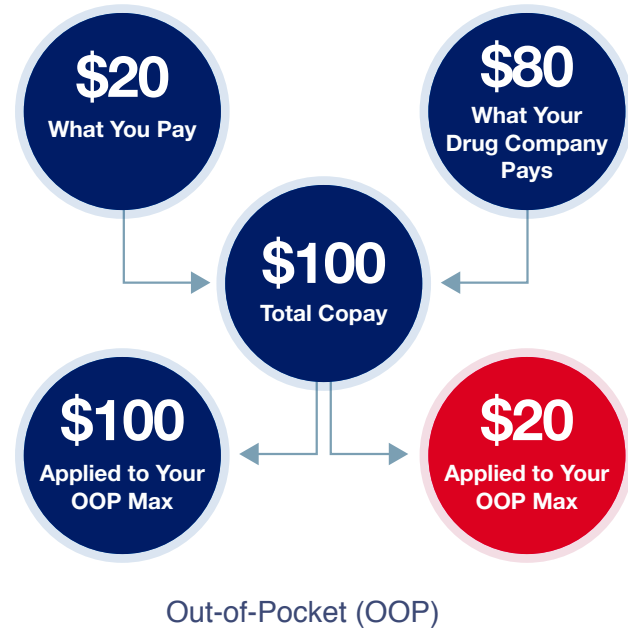 $20
What You Pay
$80
What Your
Drug Company
Pays
$100
Total Copay
$100
Applied to Your
OOP Max
$20
Applied to Your
OOP Max
Out-of-Pocket (OOP)